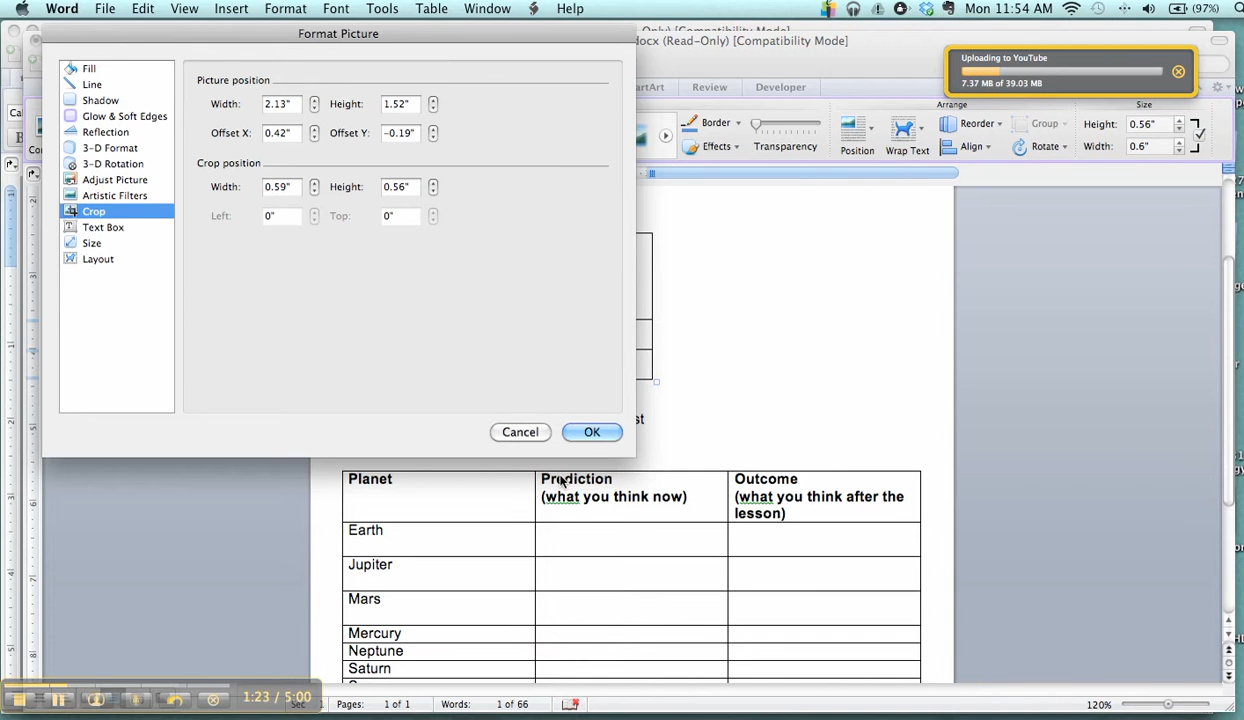 Word File Edit View Insert Format Font Tools Table Window Help Mon 11:54 AM (97%)
Format Picture
Only) [Compatibility Mode]
docx (Read-Only) [Compatibility Mode]
Uploading to YouTube
7.37 MB of 39.03 MB
artArt Review Developer
Arrange Size
Border Effects Transparency Position Wrap Text Reorder Align Group Rotate
Height: 0.56"
Width: 0.6"
Fill
Line
Shadow
Glow & Soft Edges
Reflection
3-D Format
3-D Rotation
Adjust Picture
Artistic Filters
Crop
Text Box
Size
Layout
Picture position
Width: 2.13" Height: 1.52"
Offset X: 0.42" Offset Y: -0.19"
Crop position
Width: 0.59" Height: 0.56"
Left: 0" Top: 0"
Cancel OK
st
Planet
Prediction
(what you think now)
Outcome
(what you think after the
lesson)
Earth
Jupiter
Mars
Mercury
Neptune
Saturn
1:23 / 5:00
Sec 1 Pages: 1 of 1 Words: 1 of 66 120%